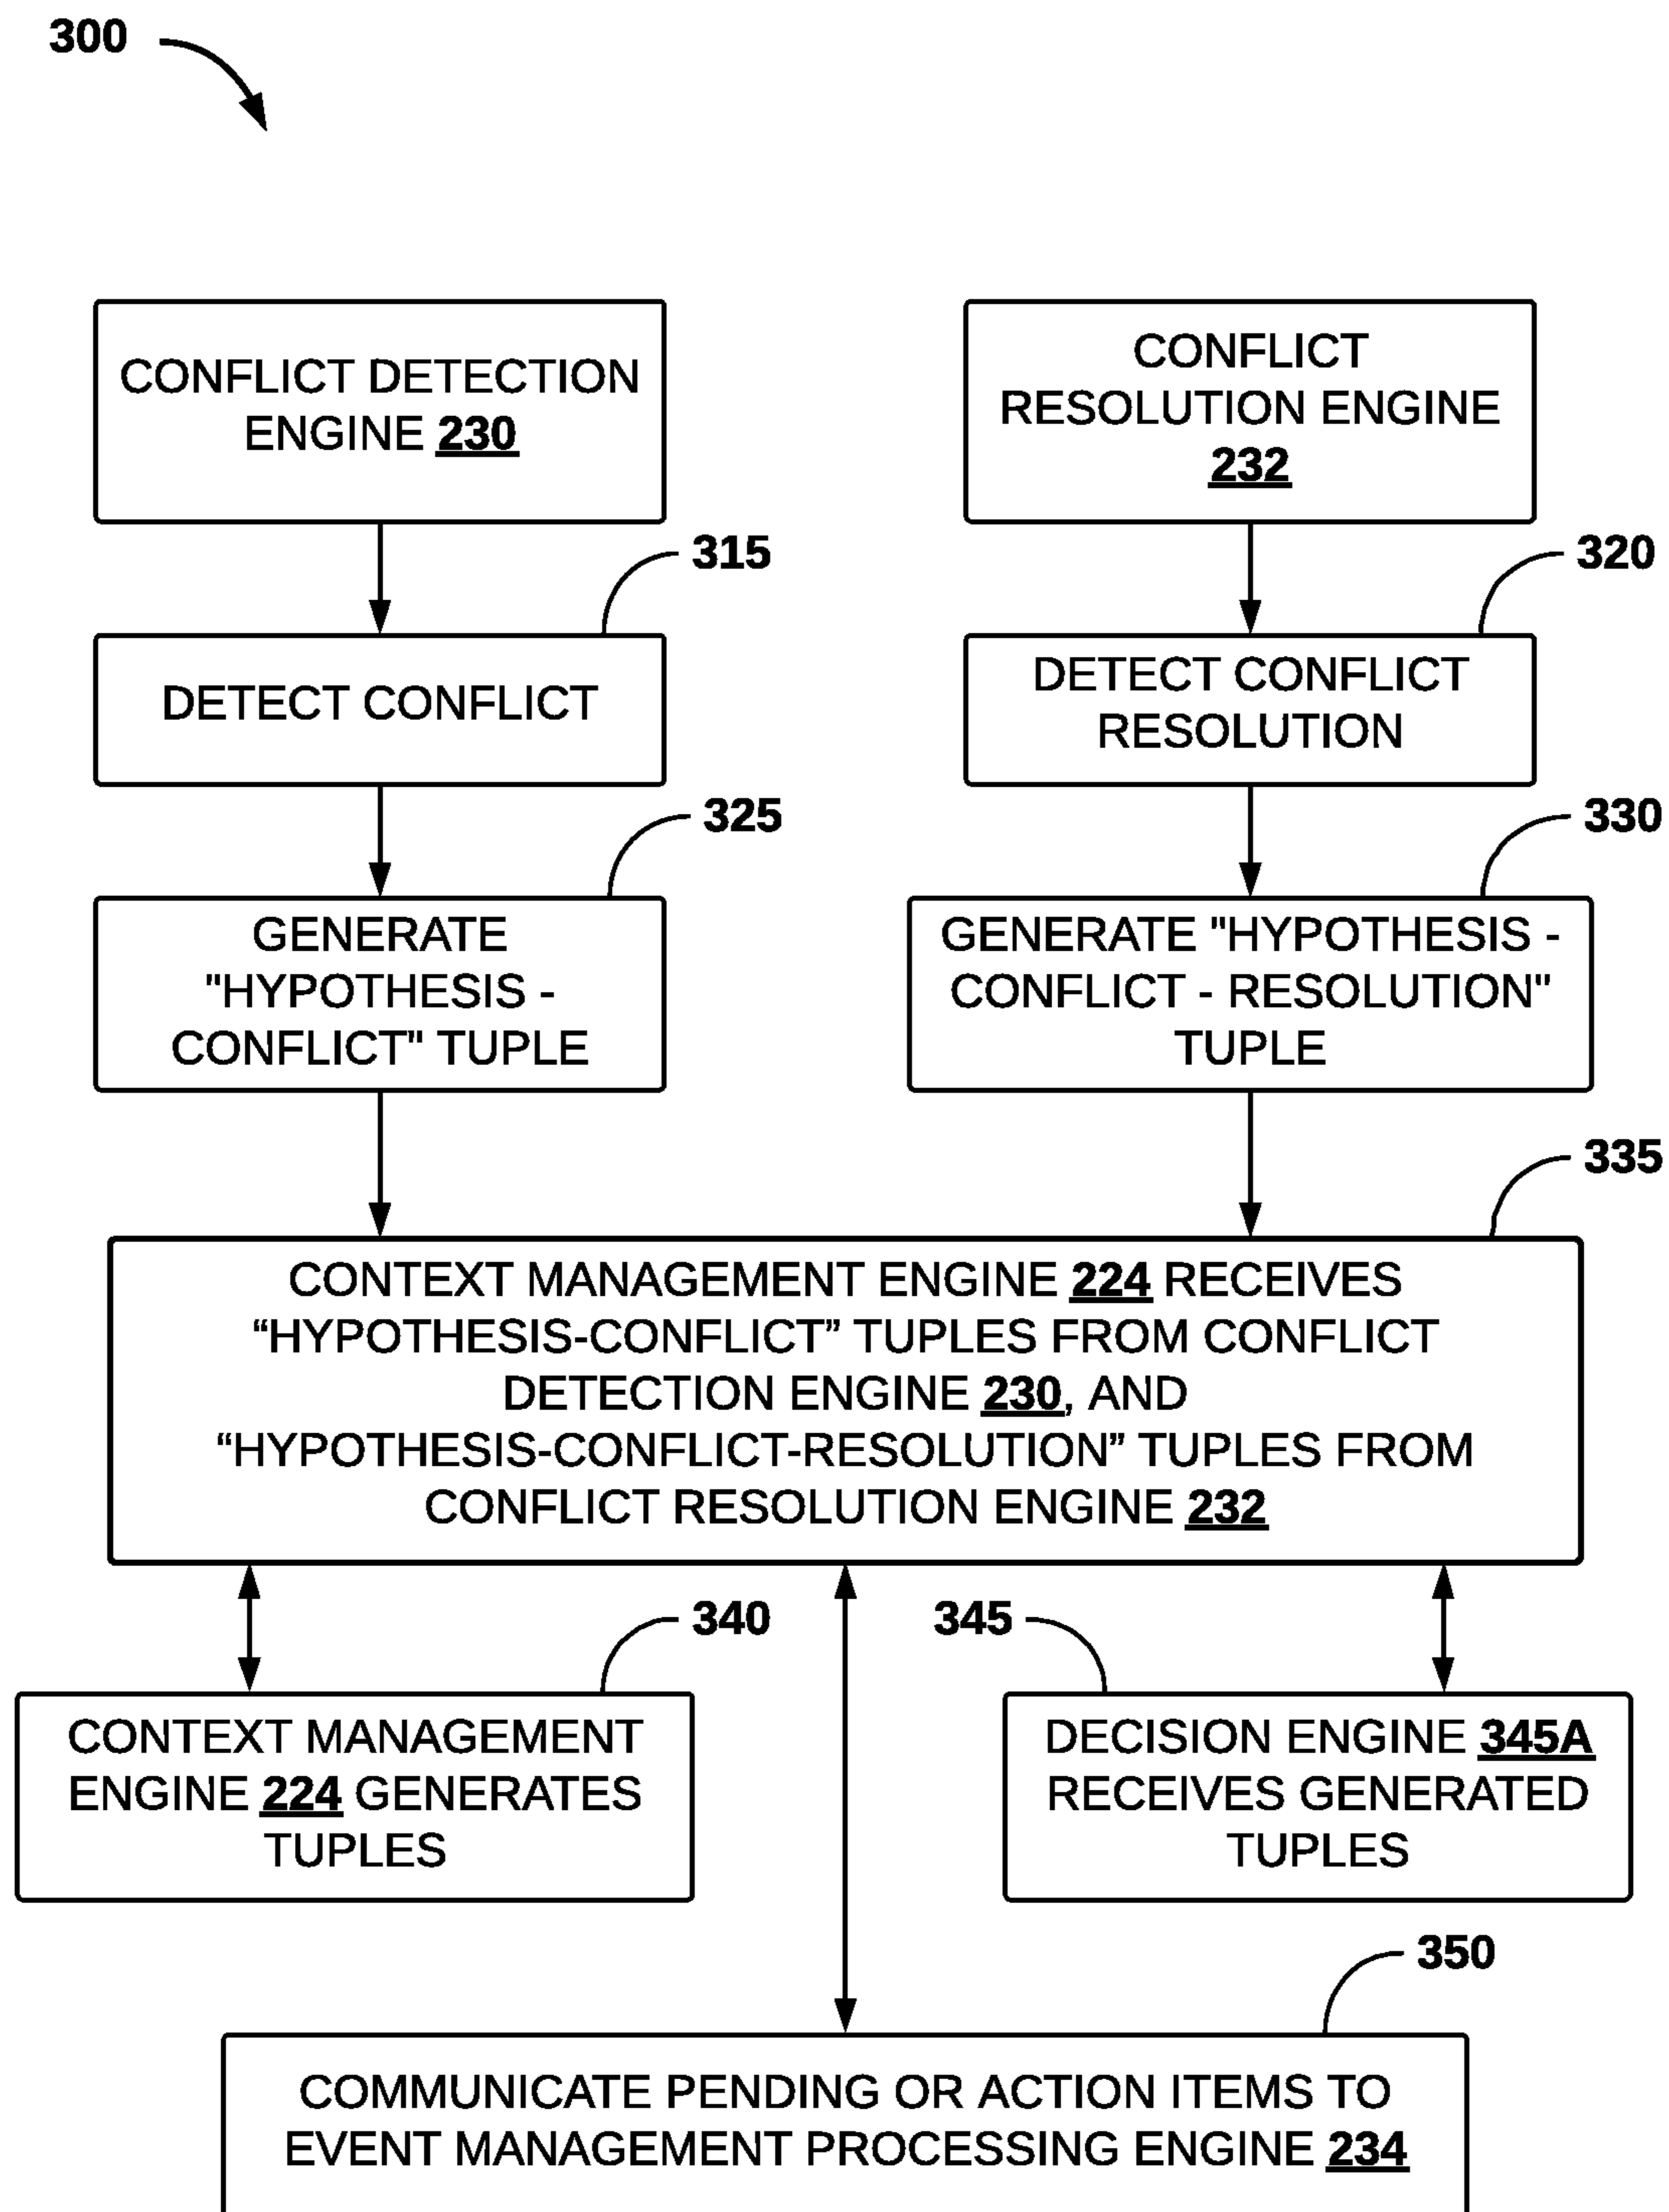 300
CONFLICT DETECTION
ENGINE 230
CONFLICT
RESOLUTION ENGINE
232
315
320
DETECT CONFLICT
DETECT CONFLICT
RESOLUTION
325
330
GENERATE
"HYPOTHESIS -
CONFLICT" TUPLE
GENERATE "HYPOTHESIS -
CONFLICT - RESOLUTION"
TUPLE
335
CONTEXT MANAGEMENT ENGINE 224 RECEIVES
“HYPOTHESIS-CONFLICT” TUPLES FROM CONFLICT
DETECTION ENGINE 230, AND
“HYPOTHESIS-CONFLICT-RESOLUTION” TUPLES FROM
CONFLICT RESOLUTION ENGINE 232
340
345
CONTEXT MANAGEMENT
ENGINE 224 GENERATES
TUPLES
DECISION ENGINE 345A
RECEIVES GENERATED
TUPLES
350
COMMUNICATE PENDING OR ACTION ITEMS TO
EVENT MANAGEMENT PROCESSING ENGINE 234